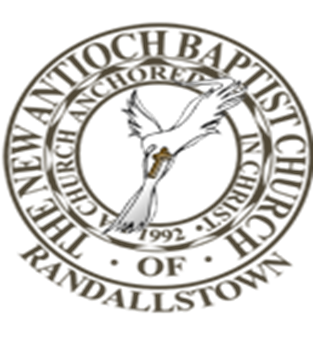 THE NEW ANTIOCH BAPTIST CHURCH
· OF ·
RANDALLSTOWN
A CHURCH ANCHORED IN CHRIST ·
1992 ·